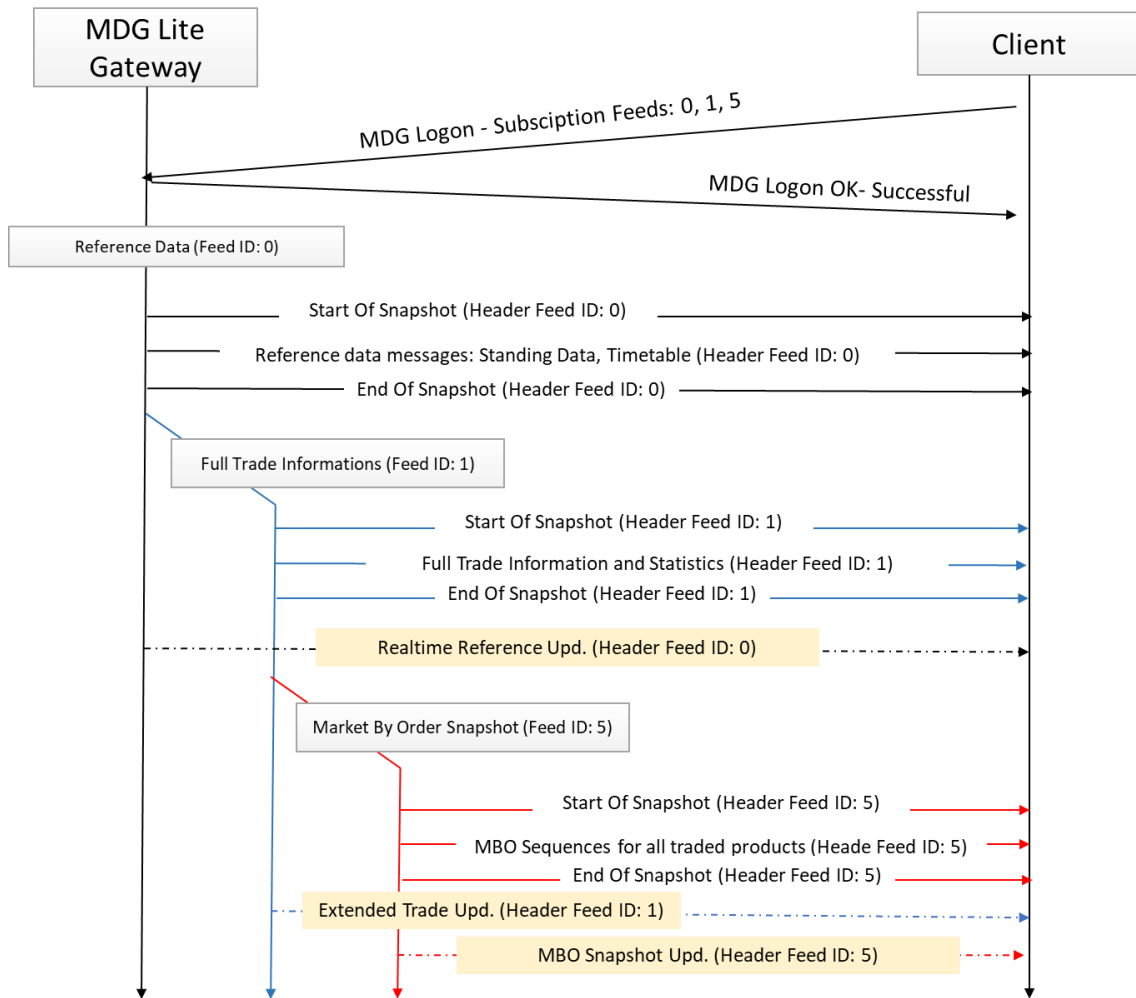 MDG Lite
Gateway
Client
MDG Logon - Subsciption Feeds: 0, 1, 5
MDG Logon OK- Successful
Reference Data (Feed ID: 0)
Start Of Snapshot (Header Feed ID: 0)
Reference data messages: Standing Data, Timetable (Header Feed ID: 0)
End Of Snapshot (Header Feed ID: 0)
Full Trade Informations (Feed ID: 1)
Start Of Snapshot (Header Feed ID: 1)
Full Trade Information and Statistics (Header Feed ID: 1)
End Of Snapshot (Header Feed ID: 1)
Realtime Reference Upd. (Header Feed ID: 0)
Market By Order Snapshot (Feed ID: 5)
Start Of Snapshot (Header Feed ID: 5)
MBO Sequences for all traded products (Heade Feed ID: 5)
End Of Snapshot (Header Feed ID: 5)
Extended Trade Upd. (Header Feed ID: 1)
MBO Snapshot Upd. (Header Feed ID: 5)